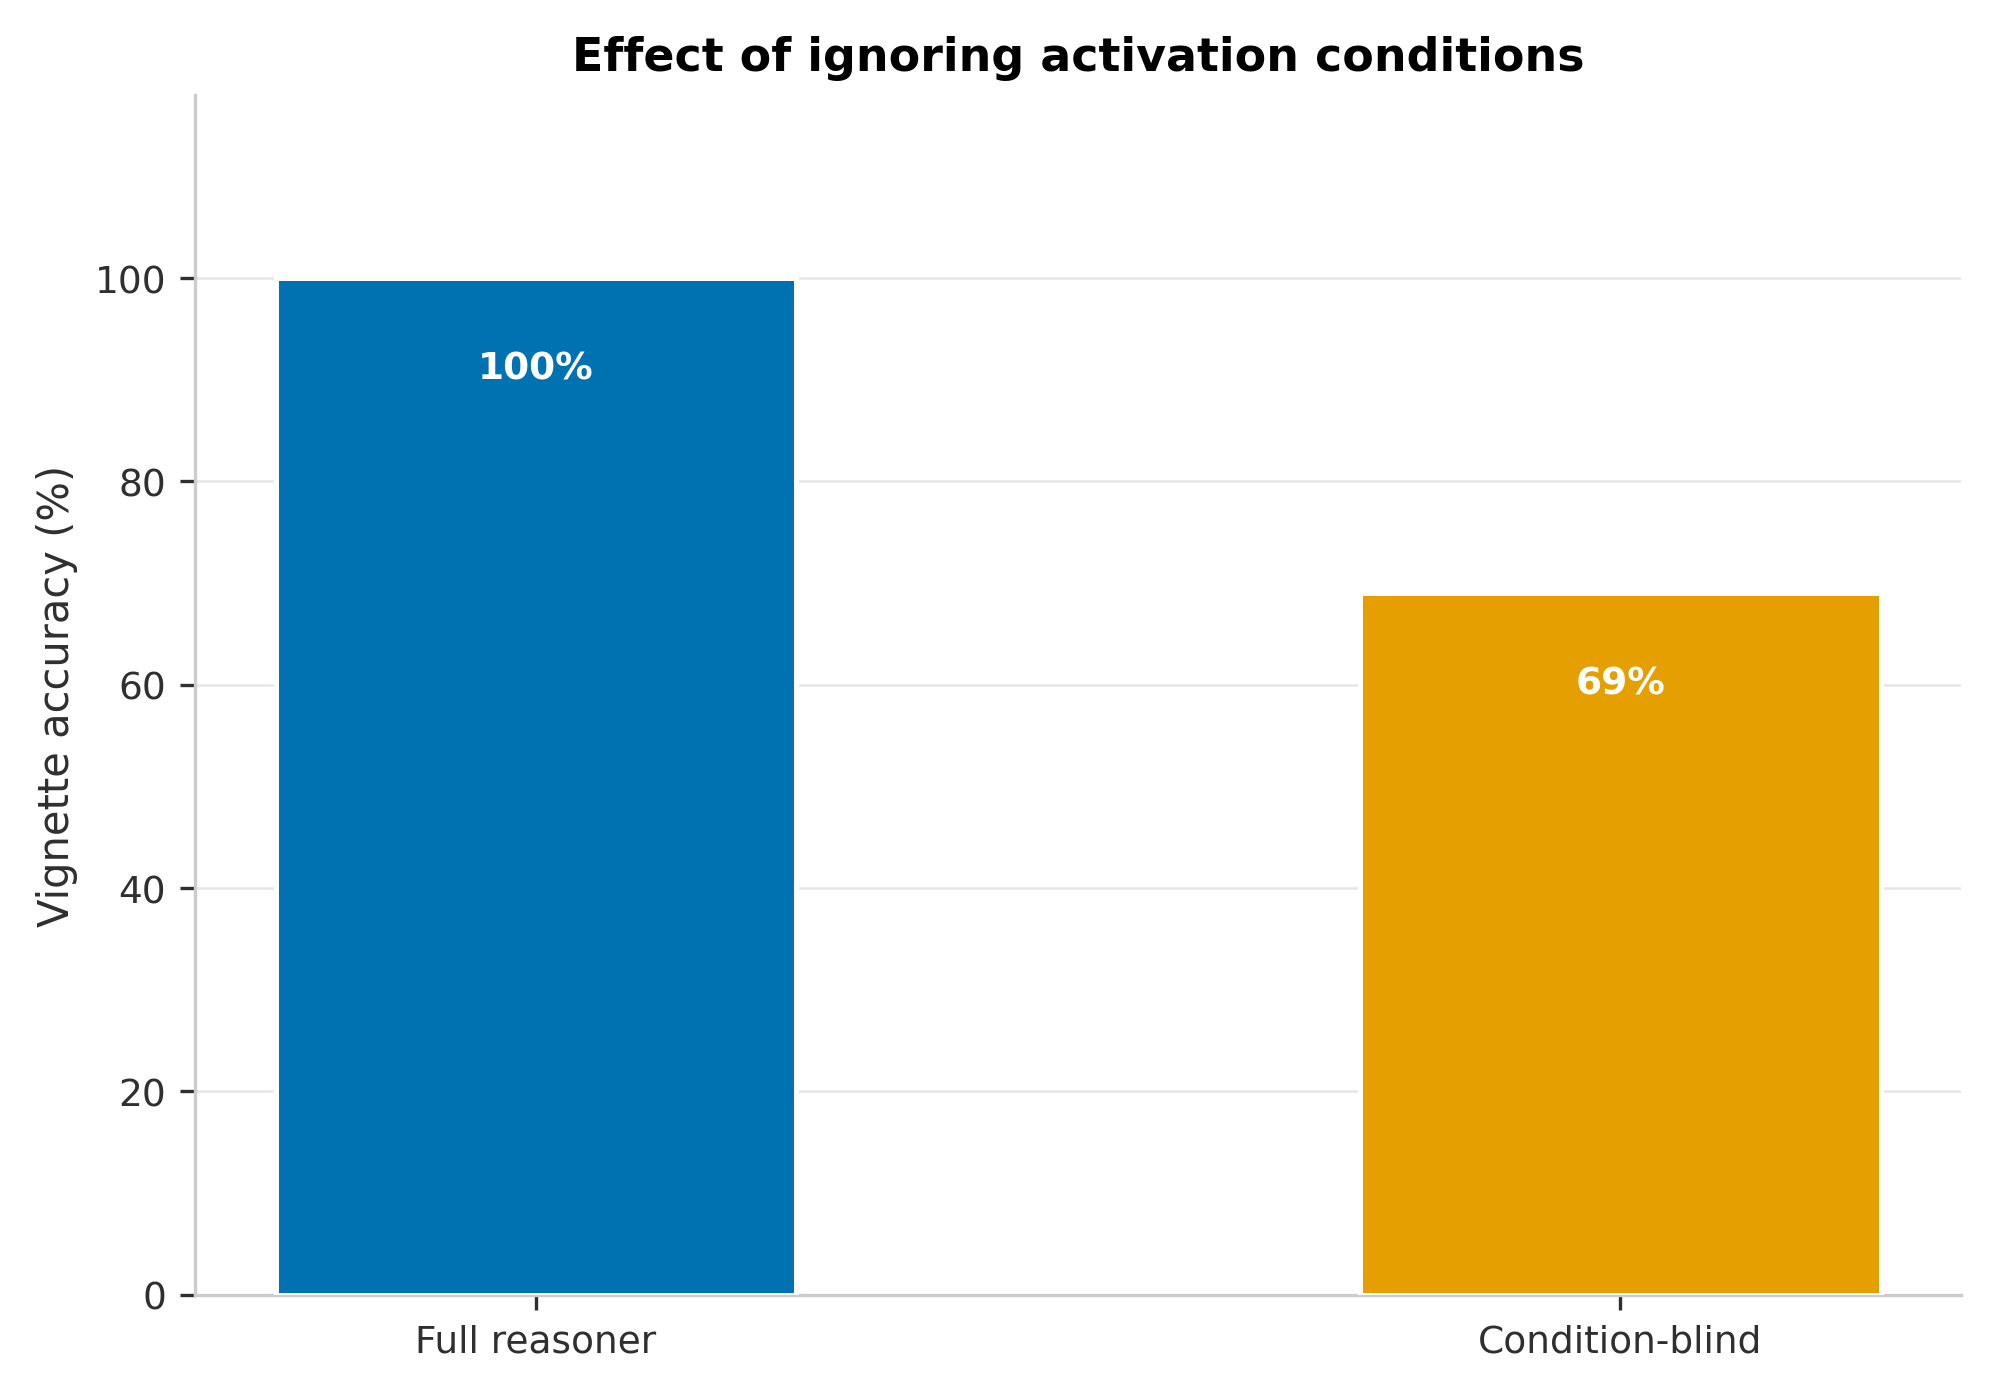 Effect of ignoring activation conditions
Vignette accuracy (%)
100
80
60
40
20
0
100%
69%
Full reasoner
Condition-blind